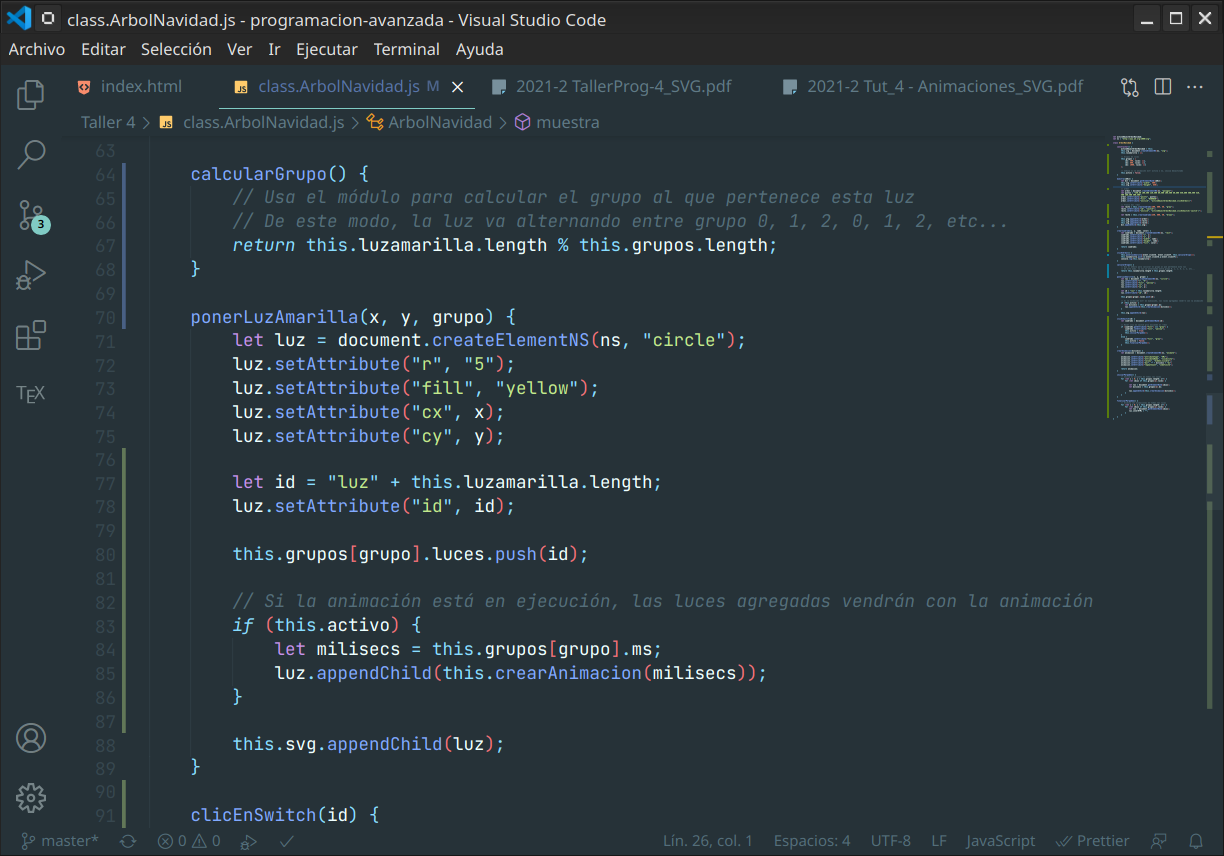 class.ArbolNavidad.js - programacion-avanzada - Visual Studio Code
Archivo Editar Selección Ver Ir Ejecutar Terminal Ayuda
index.html JS class.ArbolNavidad.js M 2021-2 TallerProg-4_SVG.pdf 2021-2 Tut_4 - Animaciones_SVG.pdf
Taller 4 > JS class.ArbolNavidad.js > ArbolNavidad > muestra
63
64 calcularGrupo() {
65 // Usa el módulo para calcular el grupo al que pertenece esta luz
66 // De este modo, la luz va alternando entre grupo 0, 1, 2, 0, 1, 2, etc...
67 return this.luzamarilla.length % this.grupos.length;
68 }
69
70 ponerLuzAmarilla(x, y, grupo) {
71 let luz = document.createElementNS(ns, "circle");
72 luz.setAttribute("r", "5");
73 luz.setAttribute("fill", "yellow");
74 luz.setAttribute("cx", x);
75 luz.setAttribute("cy", y);
76
77 let id = "luz" + this.luzamarilla.length;
78 luz.setAttribute("id", id);
79
80 this.grupos[grupo].luces.push(id);
81
82 // Si la animación está en ejecución, las luces agregadas vendrán con la animación
83 if (this.activo) {
84 let milisecs = this.grupos[grupo].ms;
85 luz.appendChild(this.crearAnimacion(milisecs));
86 }
87
88 this.svg.appendChild(luz);
89 }
90
91 clicEnSwitch(id) {
3
TEX
master* 0 0 Lín. 26, col. 1 Espacios: 4 UTF-8 LF JavaScript Prettier